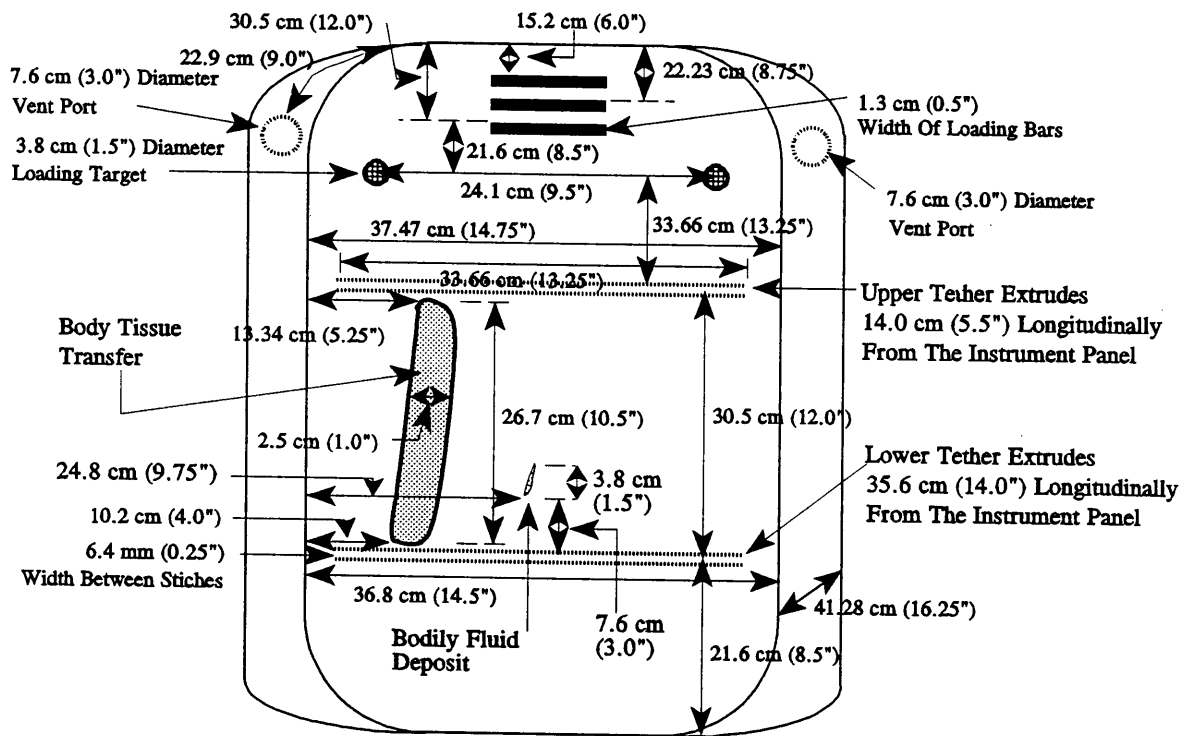 30.5 cm (12.0")
15.2 cm (6.0")
22.9 cm (9.0")
22.23 cm (8.75")
7.6 cm (3.0") Diameter
Vent Port
1.3 cm (0.5")
Width Of Loading Bars
3.8 cm (1.5") Diameter
Loading Target
21.6 cm (8.5")
24.1 cm (9.5")
7.6 cm (3.0") Diameter
Vent Port
37.47 cm (14.75")
33.66 cm (13.25")
33.66 cm (13.25")
Upper Tether Extrudes
14.0 cm (5.5") Longitudinally
From The Instrument Panel
Body Tissue
Transfer
13.34 cm (5.25")
26.7 cm (10.5")
30.5 cm (12.0")
2.5 cm (1.0")
24.8 cm (9.75")
3.8 cm
(1.5")
Lower Tether Extrudes
35.6 cm (14.0") Longitudinally
From The Instrument Panel
10.2 cm (4.0")
6.4 mm (0.25")
Width Between Stiches
36.8 cm (14.5")
7.6 cm
(3.0")
41.28 cm (16.25")
Bodily Fluid
Deposit
21.6 cm (8.5")